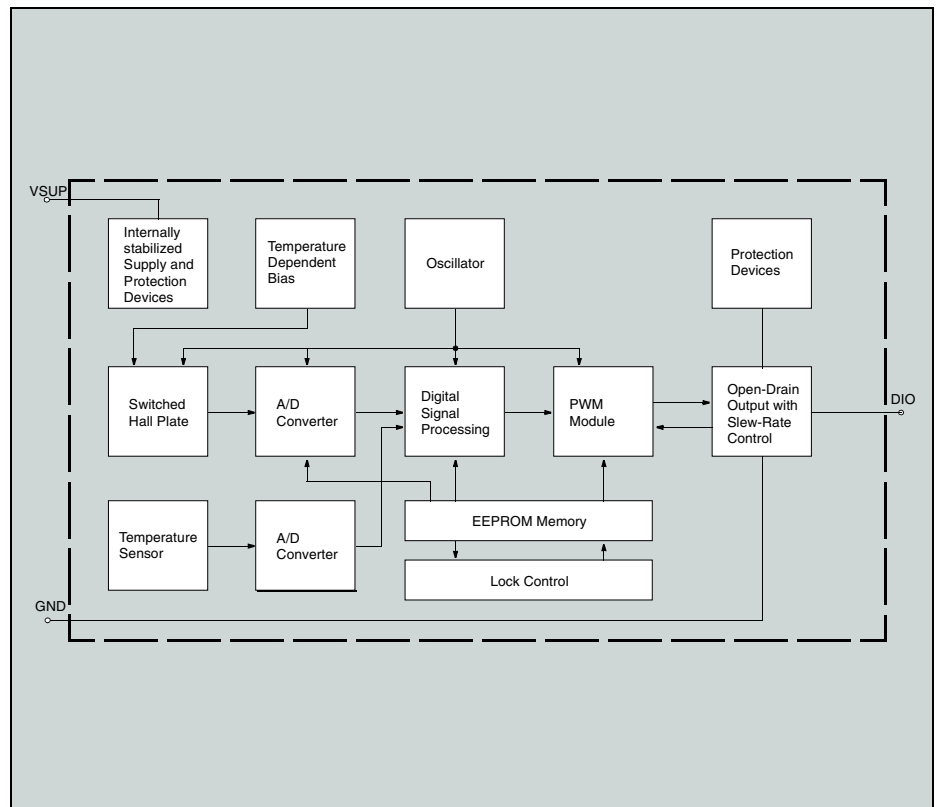 VSUP
Internally
stabilized
Supply and
Protection
Devices
Temperature
Dependent
Bias
Oscillator
Protection
Devices
Switched
Hall Plate
A/D
Converter
Digital
Signal
Processing
PWM
Module
Open-Drain
Output with
Slew-Rate
Control
DIO
Temperature
Sensor
A/D
Converter
EEPROM Memory
Lock Control
GND